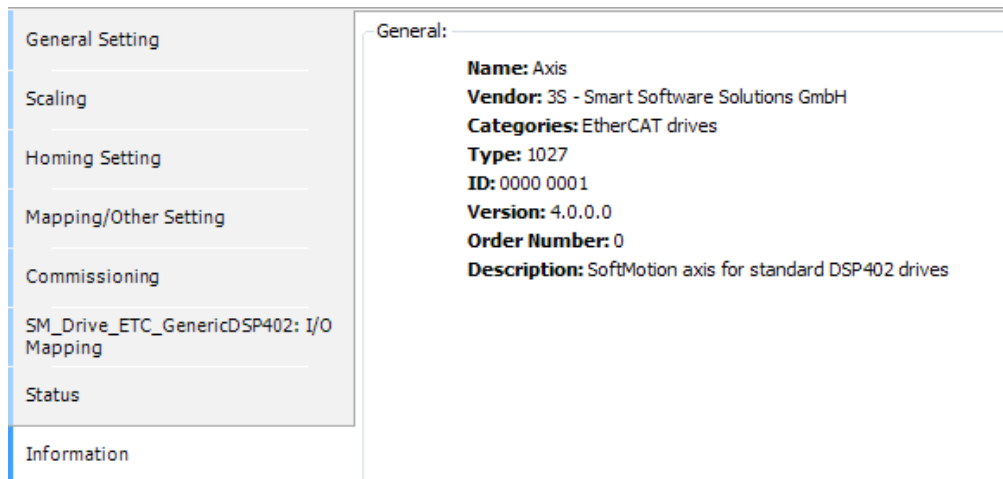 General Setting
Scaling
Homing Setting
Mapping/Other Setting
Commissioning
SM_Drive_ETC_GenericDSP402: I/O
Mapping
Status
Information
General:
Name: Axis
Vendor: 3S - Smart Software Solutions GmbH
Categories: EtherCAT drives
Type: 1027
ID: 0000 0001
Version: 4.0.0.0
Order Number: 0
Description: SoftMotion axis for standard DSP402 drives